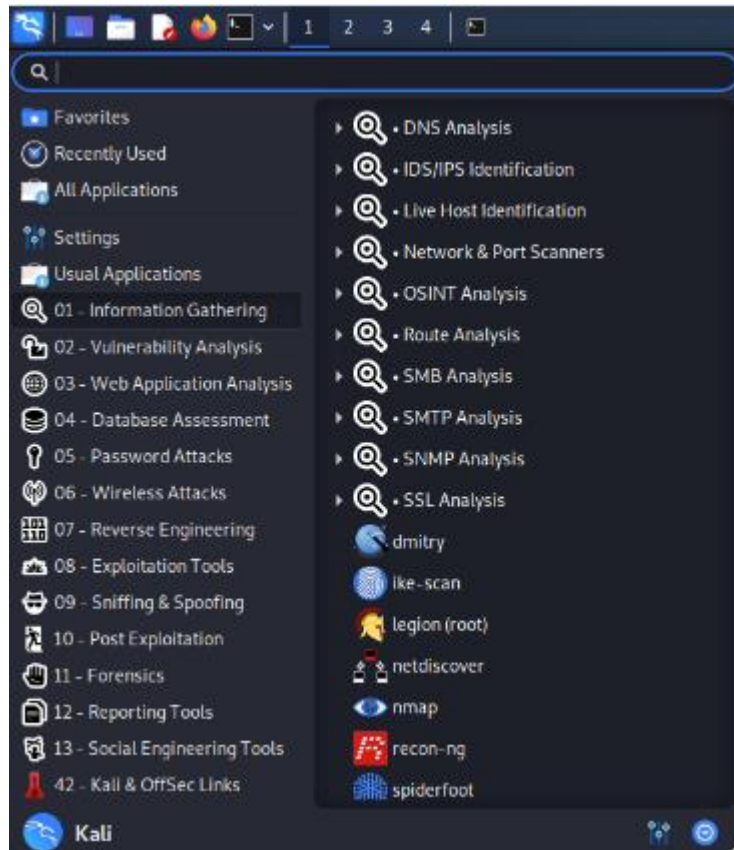 1 2 3 4
Favorites
Recently Used
All Applications
Settings
Usual Applications
01 - Information Gathering
02 - Vulnerability Analysis
03 - Web Application Analysis
04 - Database Assessment
05 - Password Attacks
06 - Wireless Attacks
07 - Reverse Engineering
08 - Exploitation Tools
09 - Sniffing & Spoofing
10 - Post Exploitation
11 - Forensics
12 - Reporting Tools
13 - Social Engineering Tools
42 - Kali & OffSec Links
• DNS Analysis
• IDS/IPS Identification
• Live Host Identification
• Network & Port Scanners
• OSINT Analysis
• Route Analysis
• SMB Analysis
• SMTP Analysis
• SNMP Analysis
• SSL Analysis
dmitry
ike-scan
legion (root)
netdiscover
nmap
recon-ng
spiderfoot
Kali